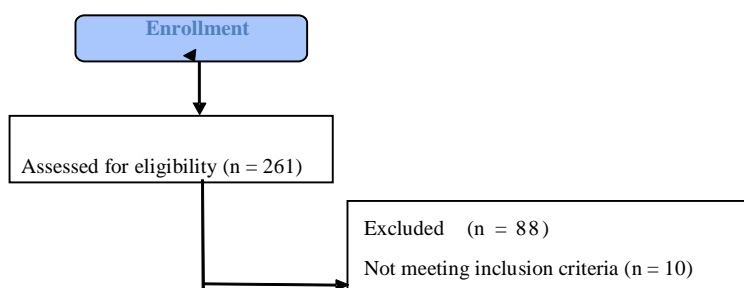 Enrollment
Assessed for eligibility (n = 261)
Excluded (n = 88)
Not meeting inclusion criteria (n = 10)